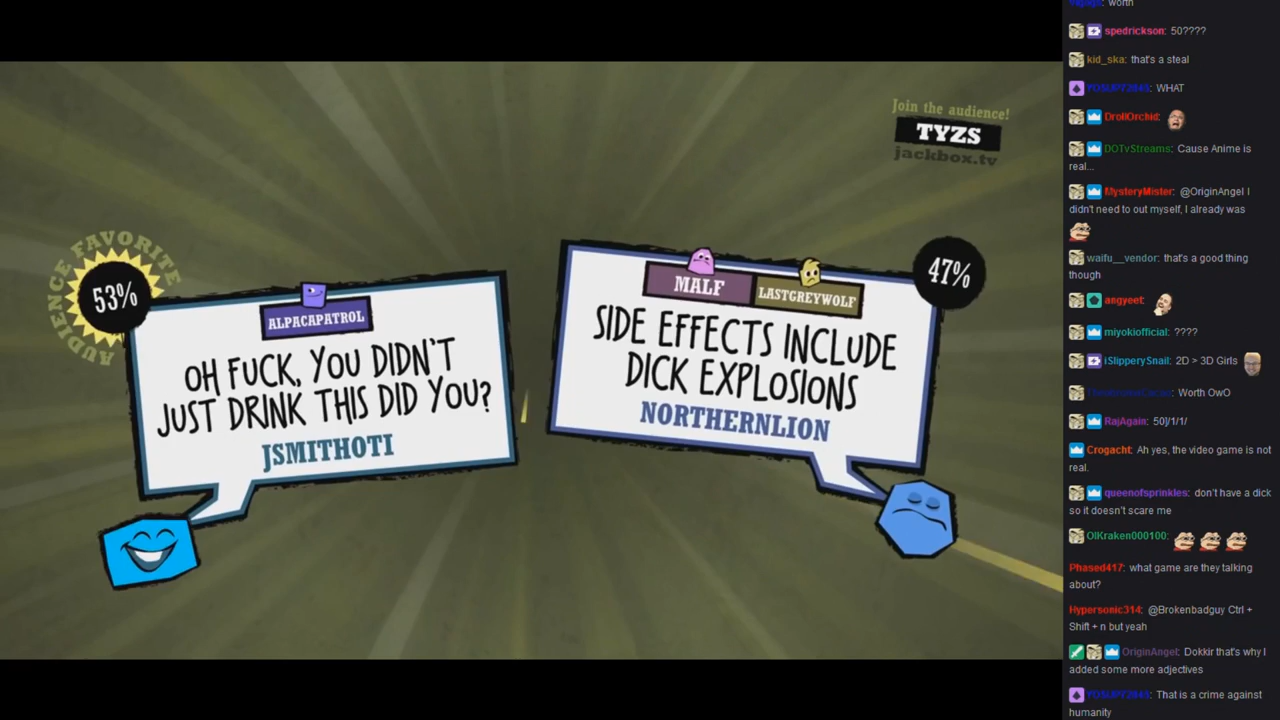 Join the audience!
TYZS
jackbox.tv
AUDIENCE FAVORITE
53%
ALPACAPATROL
OH FUCK, YOU DIDN'T
JUST DRINK THIS DID YOU?
JSMITHOTI
47%
MALF
LASTGREYWOLF
SIDE EFFECTS INCLUDE
DICK EXPLOSIONS
NORTHERNLION
worth
spedrickson: 50????
kid_ska: that's a steal
WHAT
DrollOrchid:
DOTvStreams: Cause Anime is
real...
MysteryMister: @OriginAngel I
didn't need to out myself, I already was
waifu__vendor: that's a good thing
though
angyeet:
miyokiofficial: ????
iSlipperySnail: 2D > 3D Girls
Worth OwO
RajAgain: 50]/1/1/
Crogacht: Ah yes, the video game is not
real.
queenofsprinkles: don't have a dick
so it doesn't scare me
OlKraken000100:
Phased417: what game are they talking
about?
Hypersonic314: @Brokenbadguy Ctrl +
Shift + n but yeah
OriginAngel: Dokkir that's why I
added some more adjectives
That is a crime against
humanity